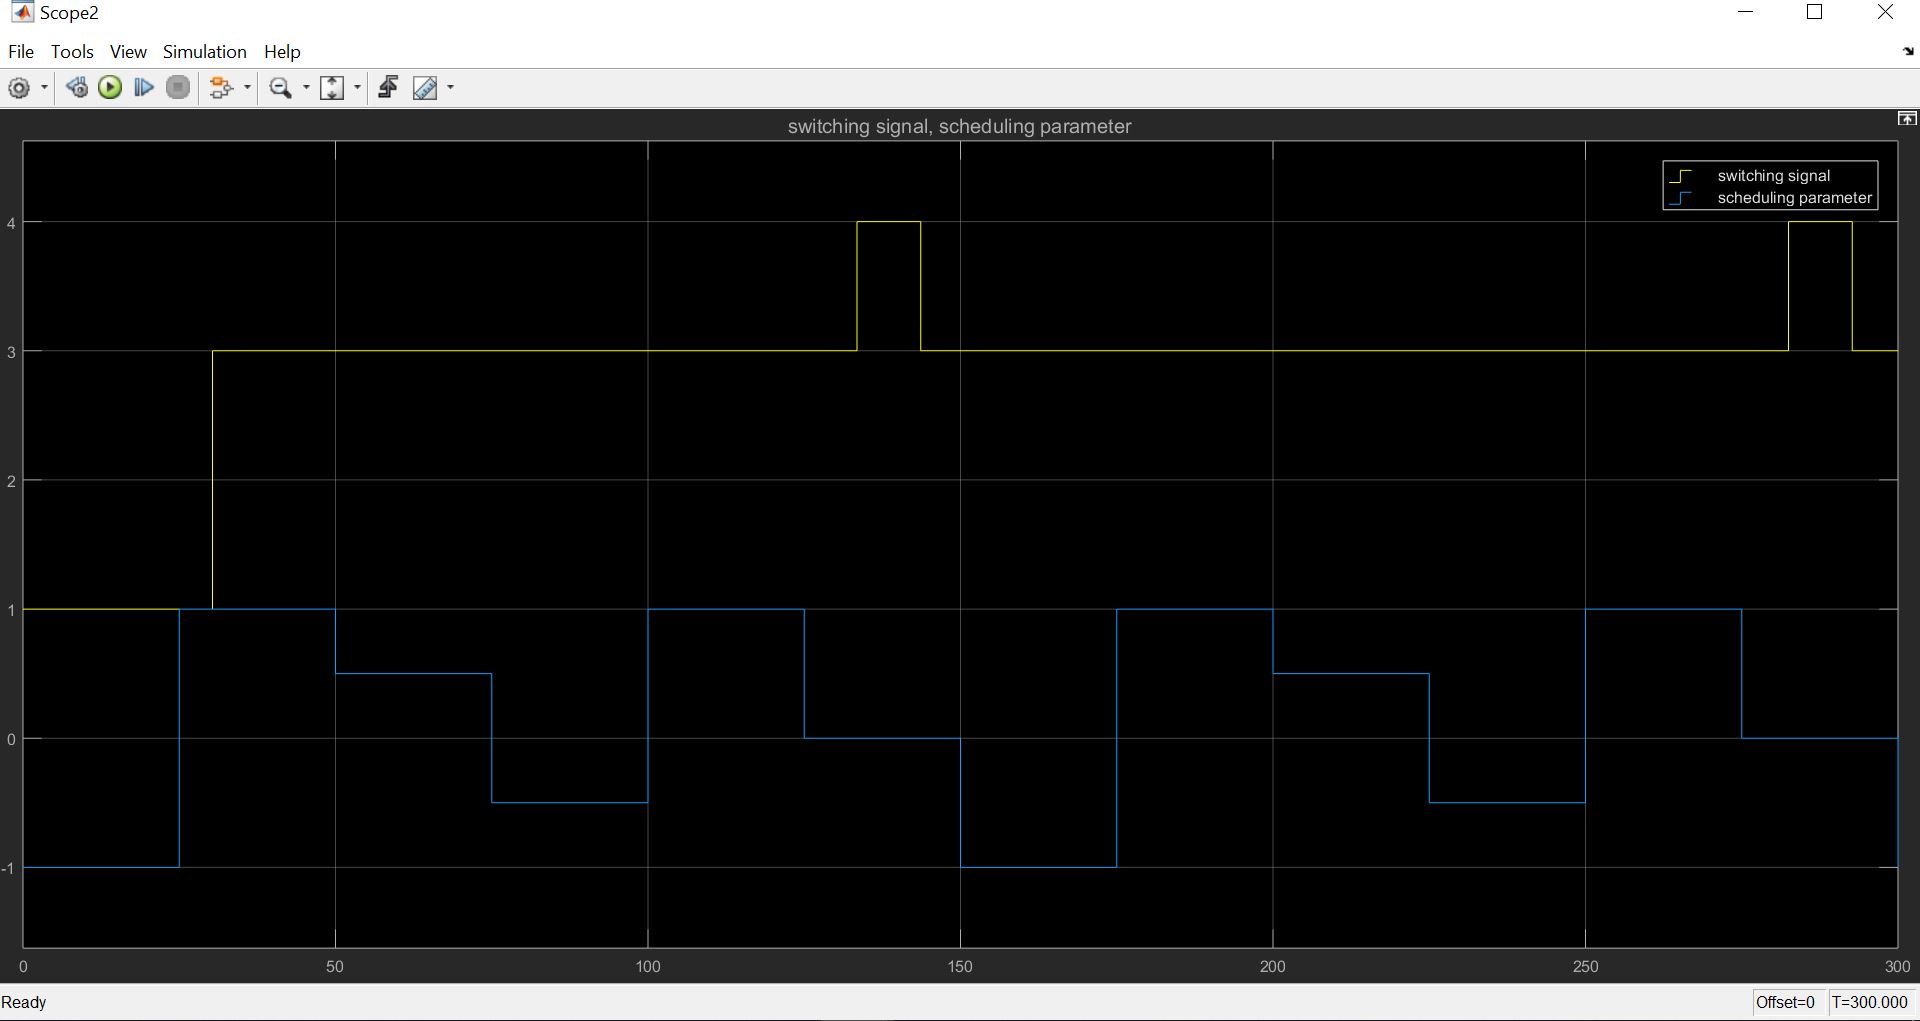 Scope2
File Tools View Simulation Help
switching signal, scheduling parameter
switching signal
scheduling parameter
4
3
2
1
0
-1
0 50 100 150 200 250 300
Ready Offset=0 T=300.000